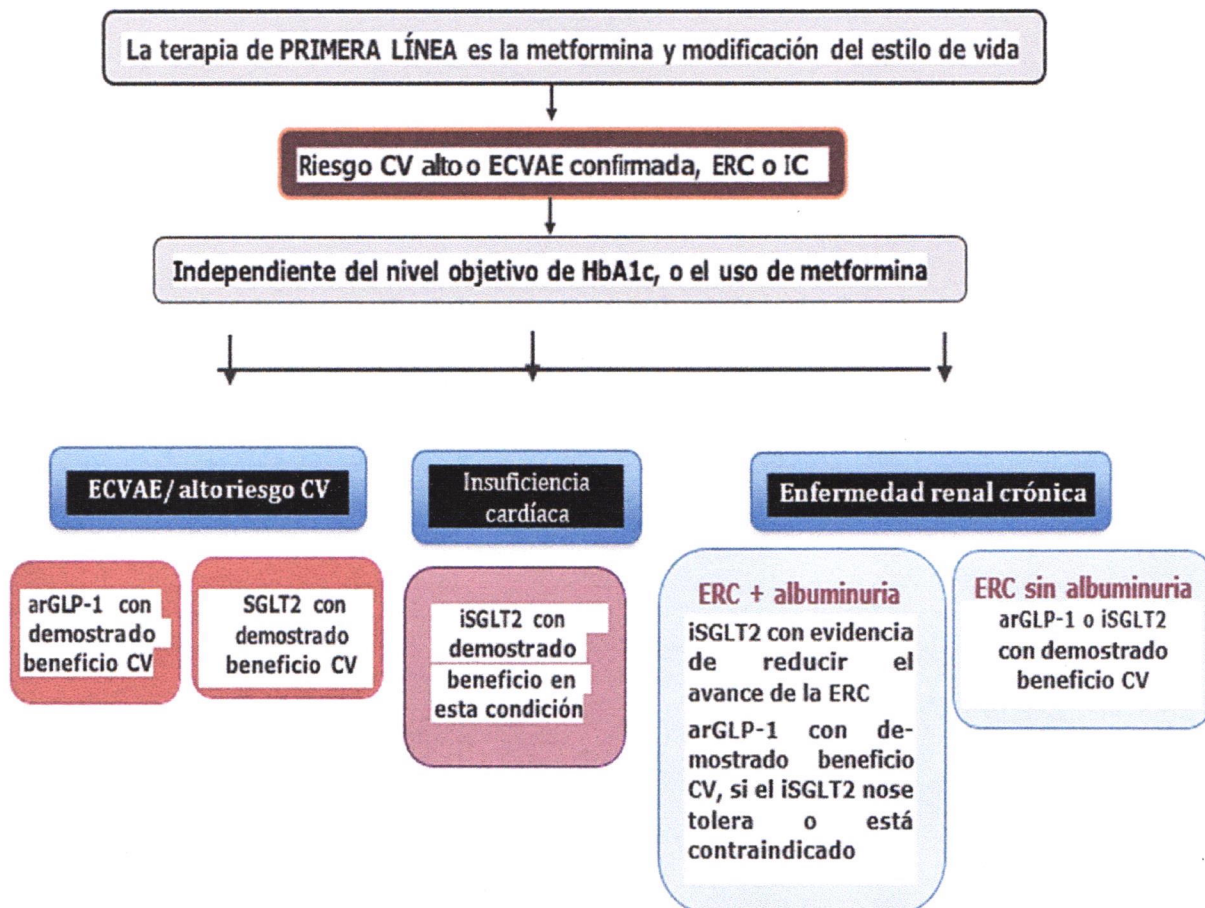 La terapia de PRIMERA LÍNEA es la metformina y modificación del estilo de vida
Riesgo CV alto o ECVAE confirmada, ERC o IC
Independiente del nivel objetivo de HbA1c, o el uso de metformina
ECVAE/ alto riesgo CV
arGLP-1 con
demostrado
beneficio CV
SGLT2 con
demostrado
beneficio CV
Insuficiencia
cardíaca
iSGLT2 con
demostrado
beneficio en
esta condición
Enfermedad renal crónica
ERC + albuminuria
iSGLT2 con evidencia
de reducir el
avance de la ERC
arGLP-1 con de-
mostrado beneficio
CV, si el iSGLT2 nose
tolera o está
contraindicado
ERC sin albuminuria
arGLP-1 o iSGLT2
con demostrado
beneficio CV